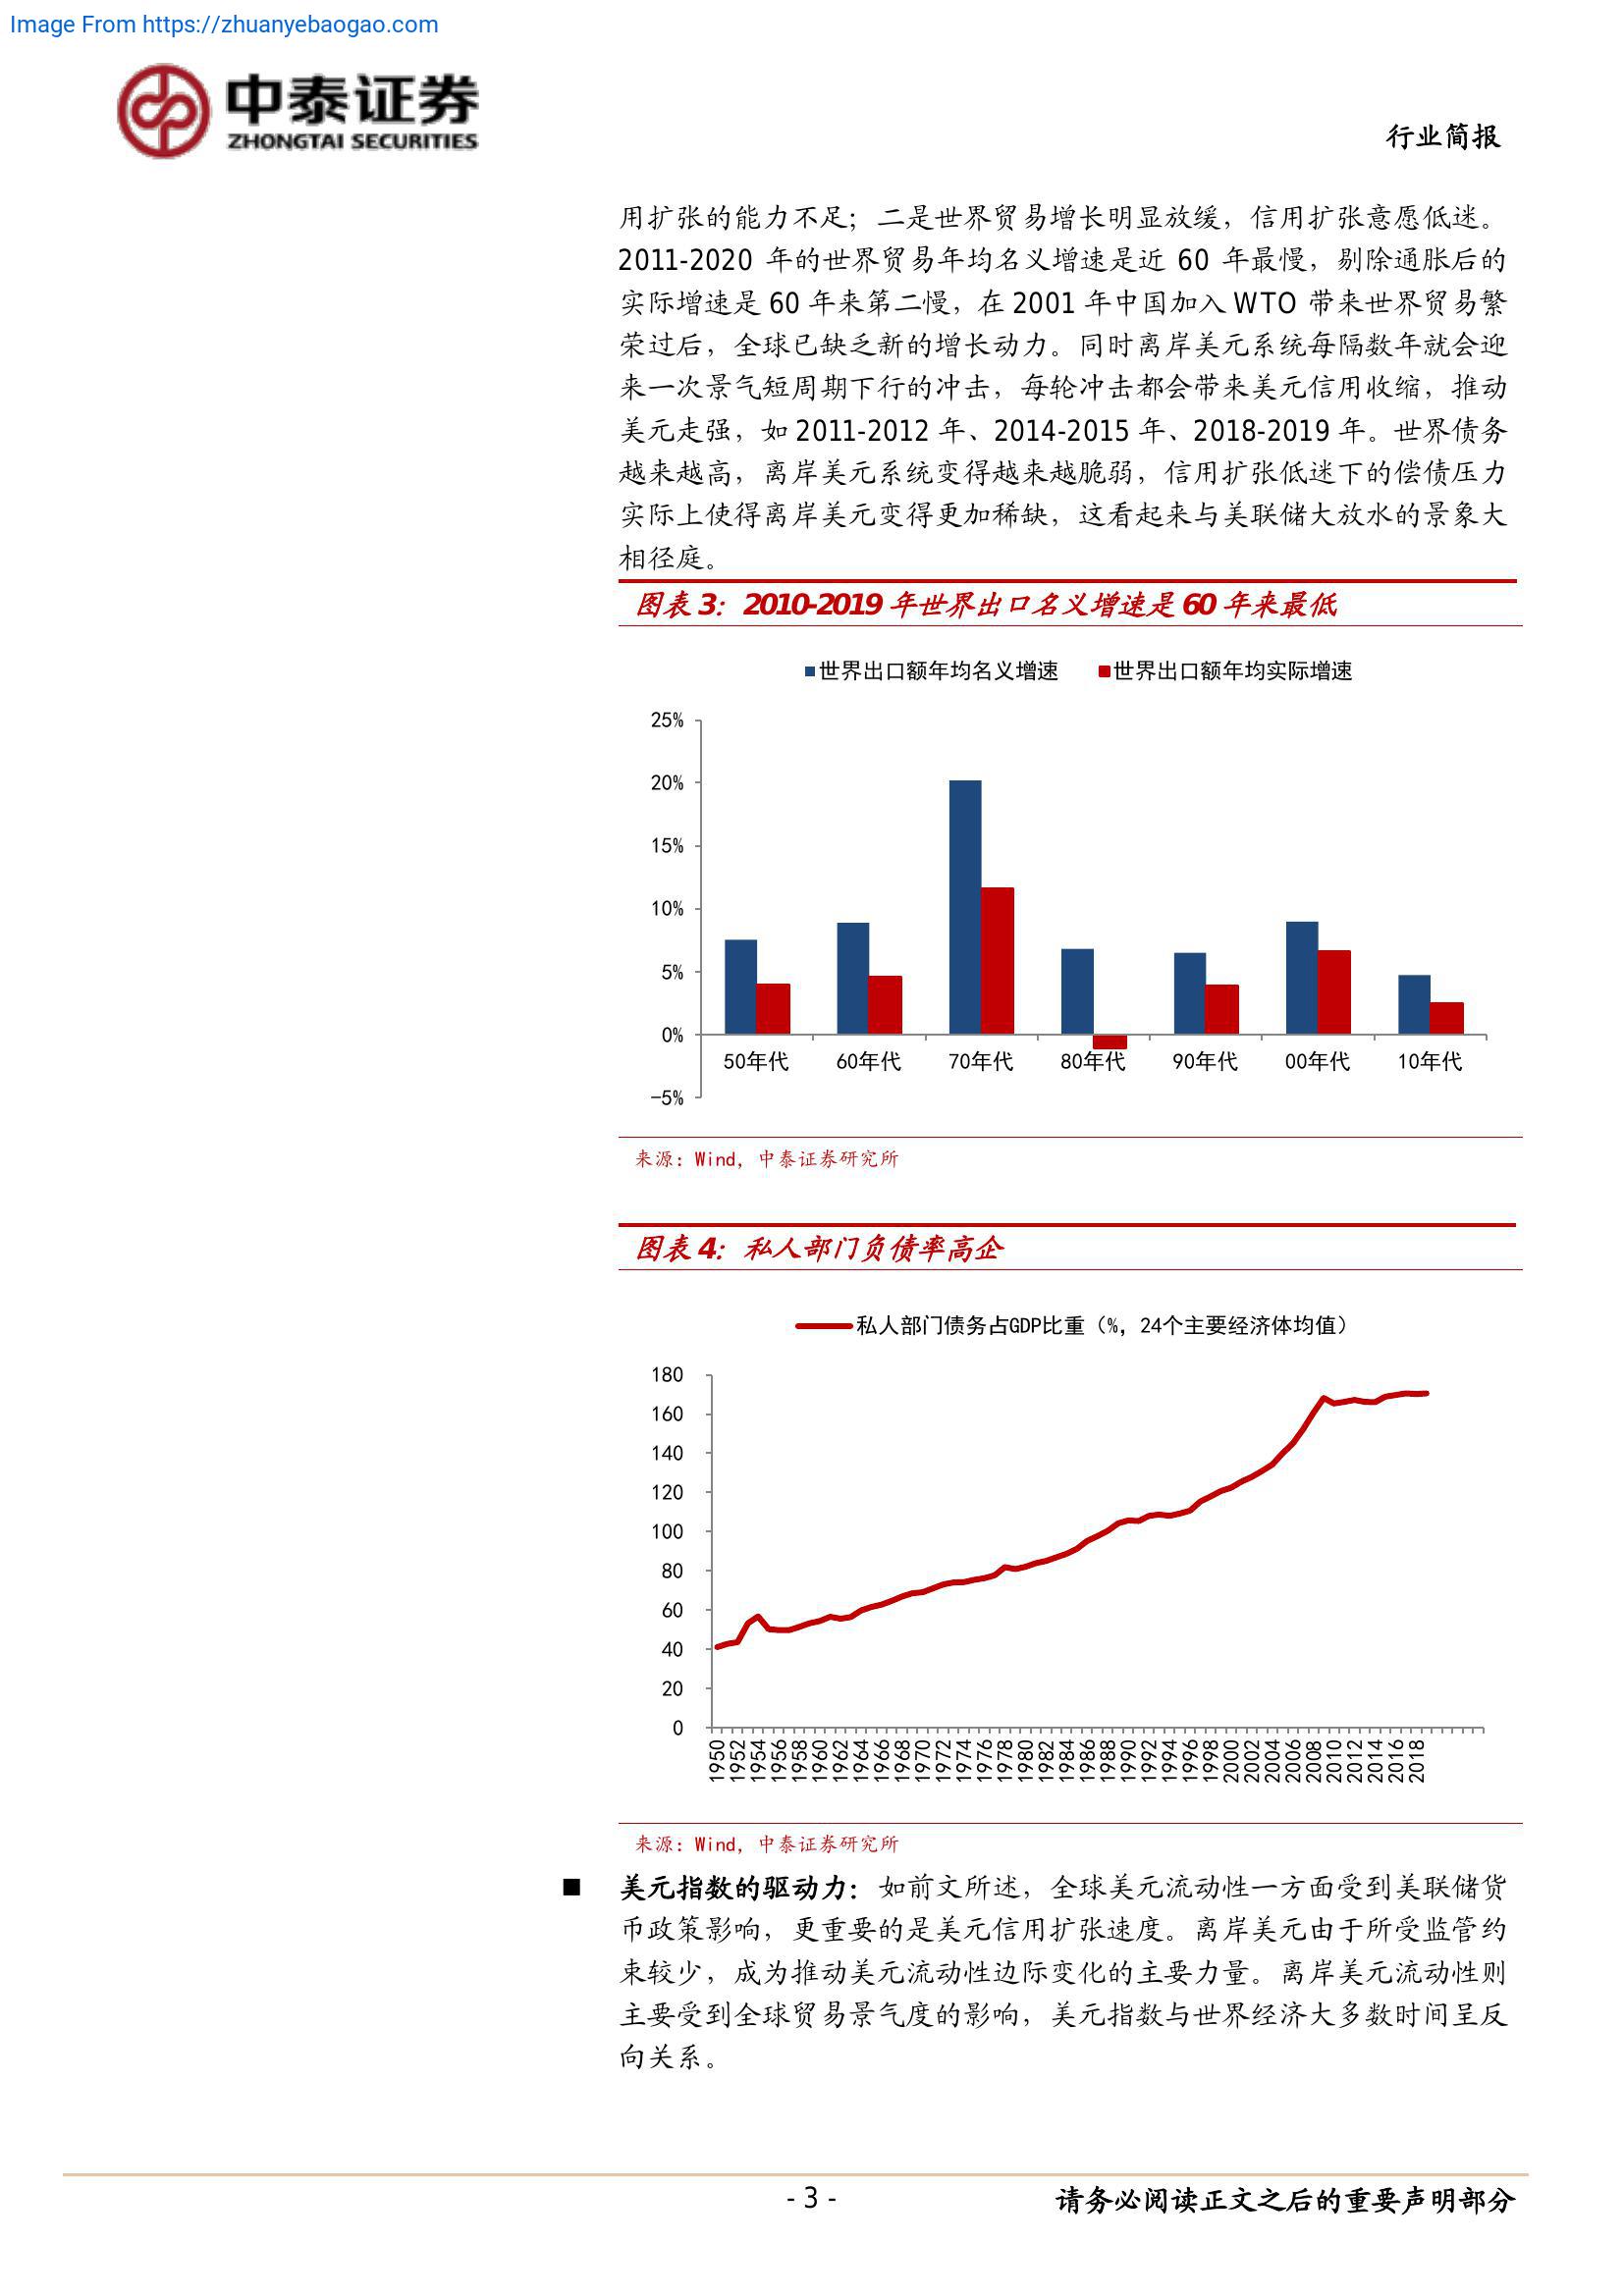 Image From https://zhuanyebaogao.com
中泰证券
ZHONGTAI SECURITIES
行业简报
用扩张的能力不足；二是世界贸易增长明显放缓，信用扩张意愿低迷。
2011-2020 年的世界贸易年均名义增速是近 60 年最慢，剔除通胀后的
实际增速是 60 年来第二慢，在 2001 年中国加入 WTO 带来世界贸易繁
荣过后，全球已缺乏新的增长动力。同时离岸美元系统每隔数年就会迎
来一次景气短周期下行的冲击，每轮冲击都会带来美元信用收缩，推动
美元走强，如 2011-2012 年、2014-2015 年、2018-2019 年。世界债务
越来越高，离岸美元系统变得越来越脆弱，信用扩张低迷下的偿债压力
实际上使得离岸美元变得更加稀缺，这看起来与美联储大放水的景象大
相径庭。
图表 3：2010-2019 年世界出口名义增速是 60 年来最低
世界出口额年均名义增速 世界出口额年均实际增速
25%
20%
15%
10%
5%
0%
-5%
50年代 60年代 70年代 80年代 90年代 00年代 10年代
来源：Wind，中泰证券研究所
图表 4：私人部门负债率高企
私人部门债务占GDP比重（%，24个主要经济体均值）
180
160
140
120
100
80
60
40
20
0
1950 1952 1954 1956 1958 1960 1962 1964 1966 1968 1970 1972 1974 1976 1978 1980 1982 1984 1986 1988 1990 1992 1994 1996 1998 2000 2002 2004 2006 2008 2010 2012 2014 2016 2018
来源：Wind，中泰证券研究所
■ 美元指数的驱动力：如前文所述，全球美元流动性一方面受到美联储货
币政策影响，更重要的是美元信用扩张速度。离岸美元由于所受监管约
束较少，成为推动美元流动性边际变化的主要力量。离岸美元流动性则
主要受到全球贸易景气度的影响，美元指数与世界经济大多数时间呈反
向关系。
- 3 -
请务必阅读正文之后的重要声明部分